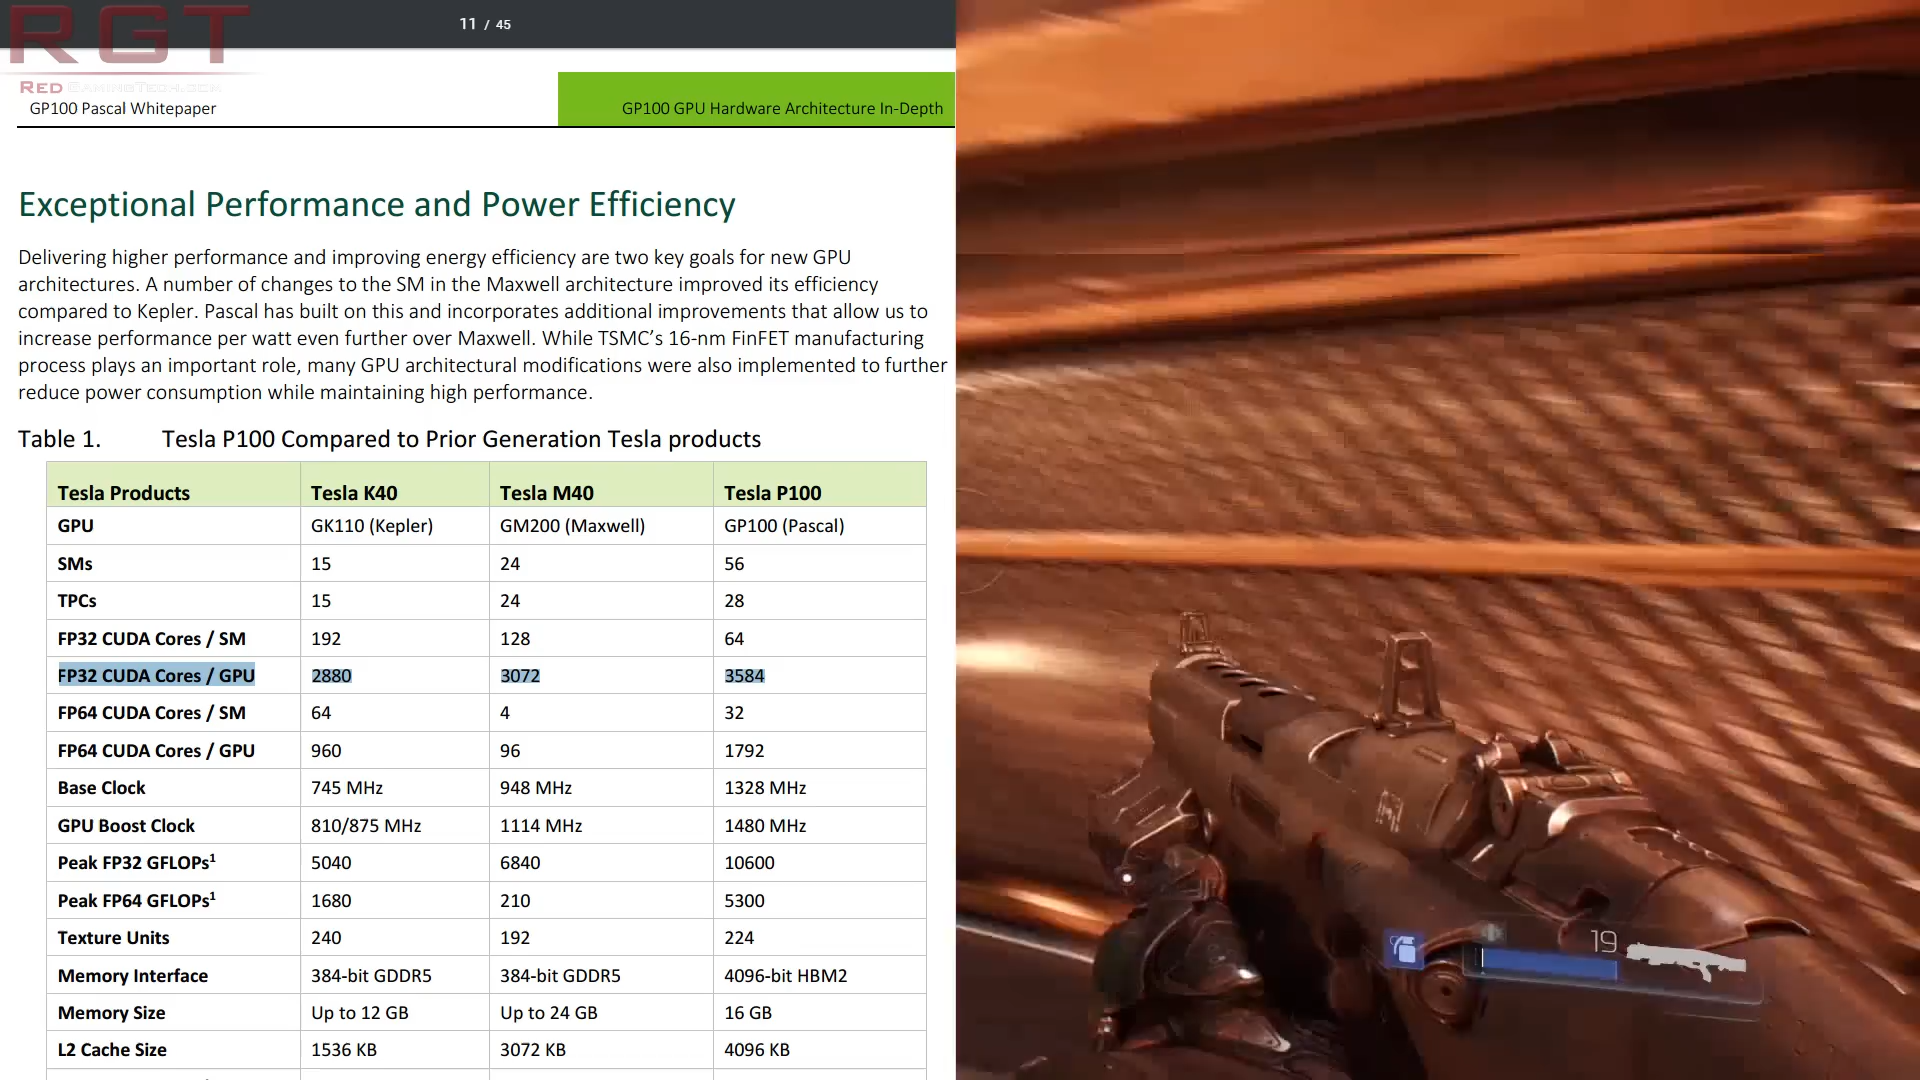 RGT
11 / 45
RED GAMINGTECH.COM
GP100 Pascal Whitepaper
GP100 GPU Hardware Architecture In-Depth
Exceptional Performance and Power Efficiency
Delivering higher performance and improving energy efficiency are two key goals for new GPU
architectures. A number of changes to the SM in the Maxwell architecture improved its efficiency
compared to Kepler. Pascal has built on this and incorporates additional improvements that allow us to
increase performance per watt even further over Maxwell. While TSMC’s 16-nm FinFET manufacturing
process plays an important role, many GPU architectural modifications were also implemented to further
reduce power consumption while maintaining high performance.
Table 1. Tesla P100 Compared to Prior Generation Tesla products
Tesla Products Tesla K40 Tesla M40 Tesla P100
GPU GK110 (Kepler) GM200 (Maxwell) GP100 (Pascal)
SMs 15 24 56
TPCs 15 24 28
FP32 CUDA Cores / SM 192 128 64
FP32 CUDA Cores / GPU 2880 3072 3584
FP64 CUDA Cores / SM 64 4 32
FP64 CUDA Cores / GPU 960 96 1792
Base Clock 745 MHz 948 MHz 1328 MHz
GPU Boost Clock 810/875 MHz 1114 MHz 1480 MHz
Peak FP32 GFLOPs¹ 5040 6840 10600
Peak FP64 GFLOPs¹ 1680 210 5300
Texture Units 240 192 224
Memory Interface 384-bit GDDR5 384-bit GDDR5 4096-bit HBM2
Memory Size Up to 12 GB Up to 24 GB 16 GB
L2 Cache Size 1536 KB 3072 KB 4096 KB
19